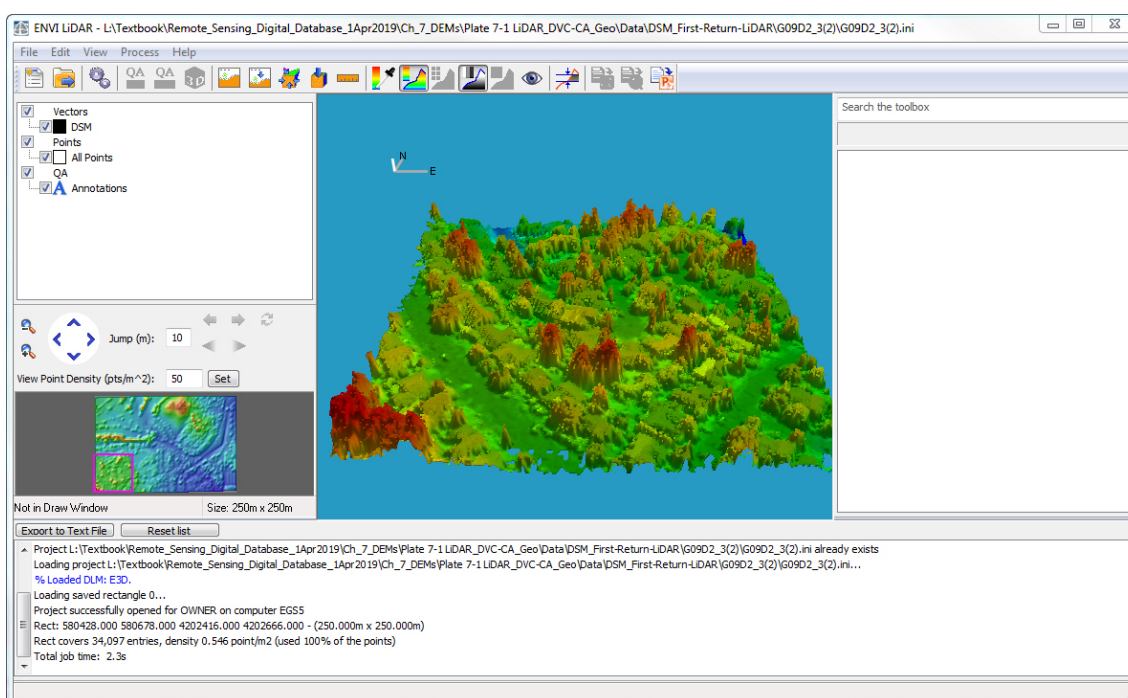 ENVI LiDAR - L:\Textbook\Remote_Sensing_Digital_Database_1Apr2019\Ch_7_DEMs\Plate 7-1 LiDAR_DVC-CA_Geo\Data\DSM_First-Return-LiDAR\G09D2_3(2)\G09D2_3(2).ini
File Edit View Process Help
QA QA 3D
Vectors
DSM
Points
All Points
QA
A Annotations
Jump (m): 10
View Point Density (pts/m^2): 50 Set
Not in Draw Window Size: 250m x 250m
N
E
Search the toolbox
Export to Text File Reset list
Project L:\Textbook\Remote_Sensing_Digital_Database_1Apr2019\Ch_7_DEMs\Plate 7-1 LiDAR_DVC-CA_Geo\Data\DSM_First-Return-LiDAR\G09D2_3(2)\G09D2_3(2).ini already exists
Loading project L:\Textbook\Remote_Sensing_Digital_Database_1Apr2019\Ch_7_DEMs\Plate 7-1 LiDAR_DVC-CA_Geo\Data\DSM_First-Return-LiDAR\G09D2_3(2)\G09D2_3(2).ini...
% Loaded DLM: E3D.
Loading saved rectangle 0...
Project successfully opened for OWNER on computer EGS5
Rect: 580428.000 580678.000 4202416.000 4202666.000 - (250.000m x 250.000m)
Rect covers 34,097 entries, density 0.546 point/m2 (used 100% of the points)
Total job time: 2.3s